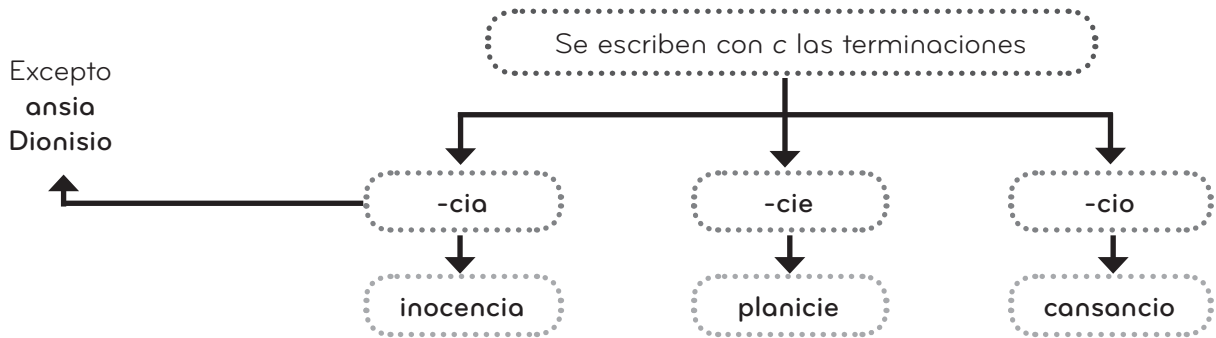 Se escriben con c las terminaciones
Excepto
ansia
Dionisio
-cia
-cie
-cio
inocencia
planicie
cansancio